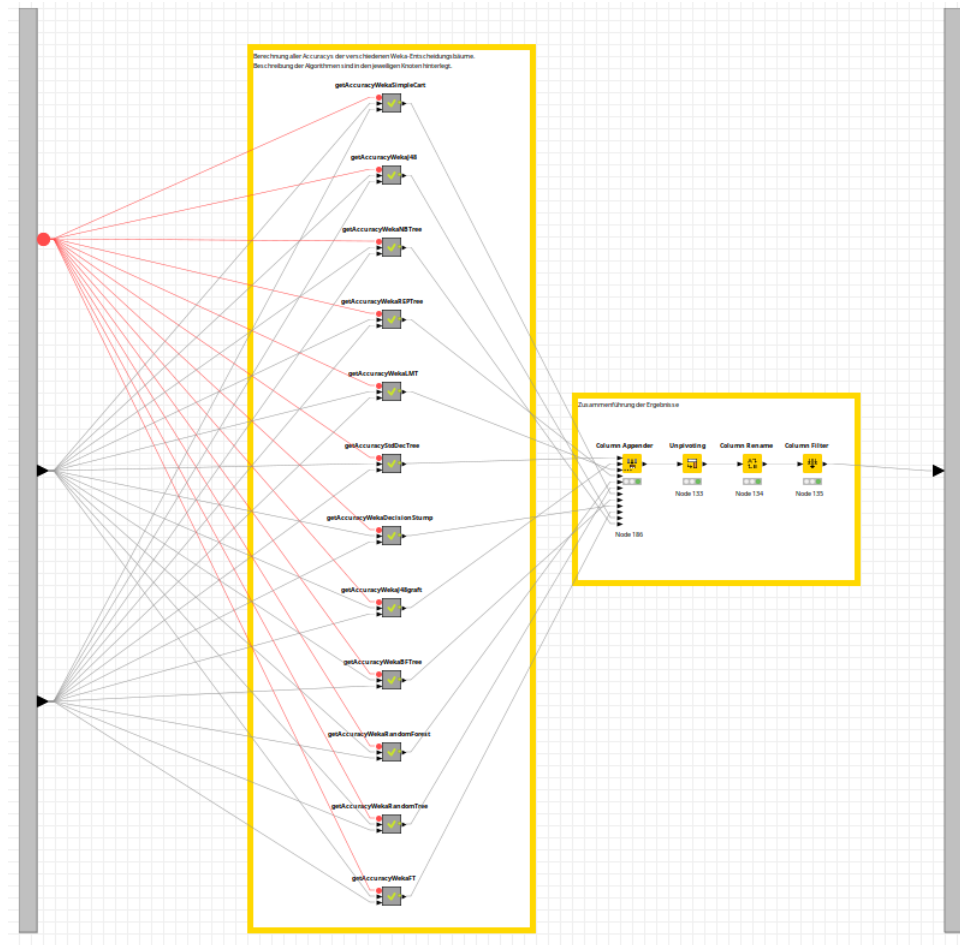 Berechnung aller Accuracys der verschiedenen Weka-Entscheidungsbäume.
Beschreibung der Algorithmen sind in den jeweiligen Knoten hinterlegt.
getAccuracyWekaSimpleCart
getAccuracyWekaJ48
getAccuracyWekaNBTree
getAccuracyWekaREPTree
getAccuracyWekaLMT
getAccuracyStdDecTree
getAccuracyWekaDecisionStump
getAccuracyWekaJ48graft
getAccuracyWekaBFTree
getAccuracyWekaRandomForest
getAccuracyWekaRandomTree
getAccuracyWekaFT
Zusammenführung der Ergebnisse
Column Appender Unpivoting Column Rename Column Filter
Node 133 Node 134 Node 135
Node 186